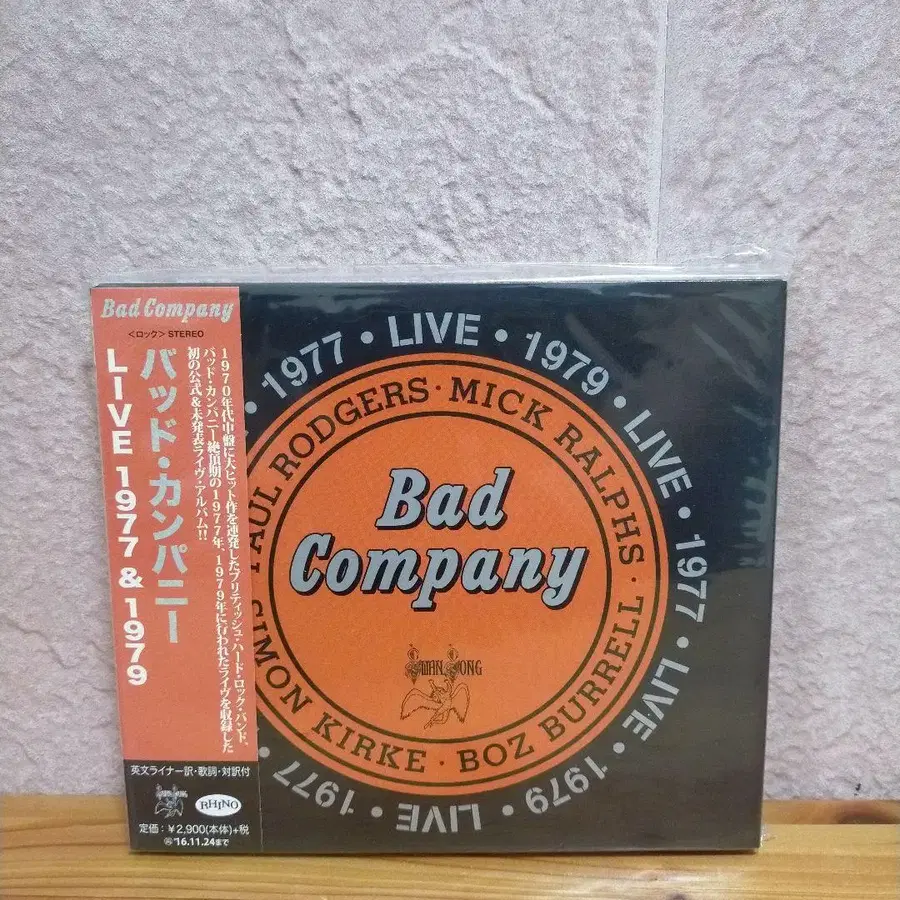 Bad Company
<ロック> STEREO
バッド・カンパニー
LIVE 1977 & 1979
1970年代中盤に大ヒット作を連発したブリティッシュ・ハード・ロック・バンド、
バッド・カンパニー絶頂期の1977年、1979年に行われたライヴを収録した
初の公式&未発表ライヴ・アルバム!!
英文ライナー訳・歌詞・対訳付
RHINO
定価:¥2,900(本体)+税
'16.11.24まで
• 1977 • LIVE • 1979 • LIVE • 1977 • LIVE • 1979 • LIVE • 1977
PAUL RODGERS · MICK RALPHS ·
SIMON KIRKE · BOZ BURRELL
Bad
Company
SWAN SONG